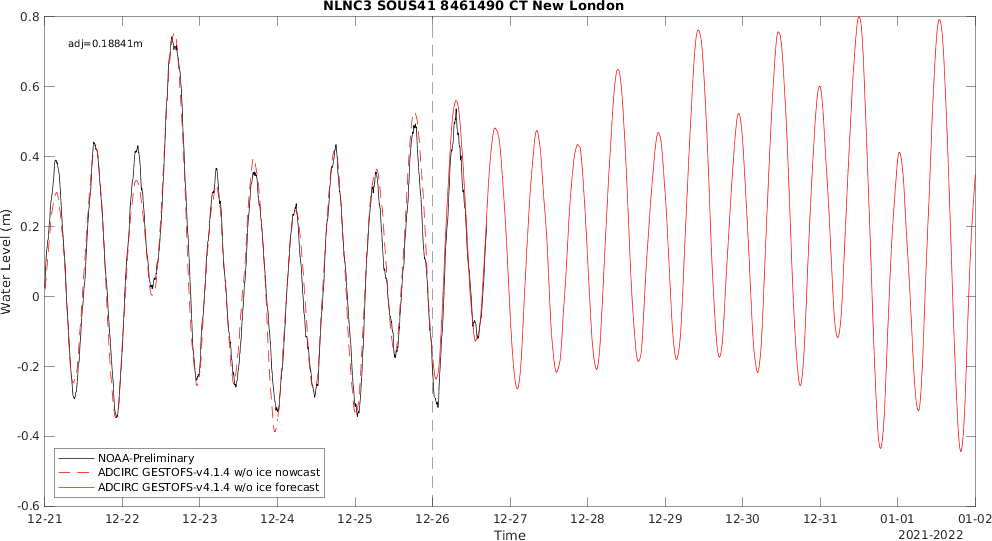 NLNC3 SOUS41 8461490 CT New London
adj=0.18841m
0.8
0.6
0.4
0.2
0
-0.2
-0.4
-0.6
Water Level (m)
NOAA-Preliminary
ADCIRC GESTOFS-v4.1.4 w/o ice nowcast
ADCIRC GESTOFS-v4.1.4 w/o ice forecast
12-21 12-22 12-23 12-24 12-25 12-26 12-27 12-28 12-29 12-30 12-31 01-01 01-02
Time
2021-2022